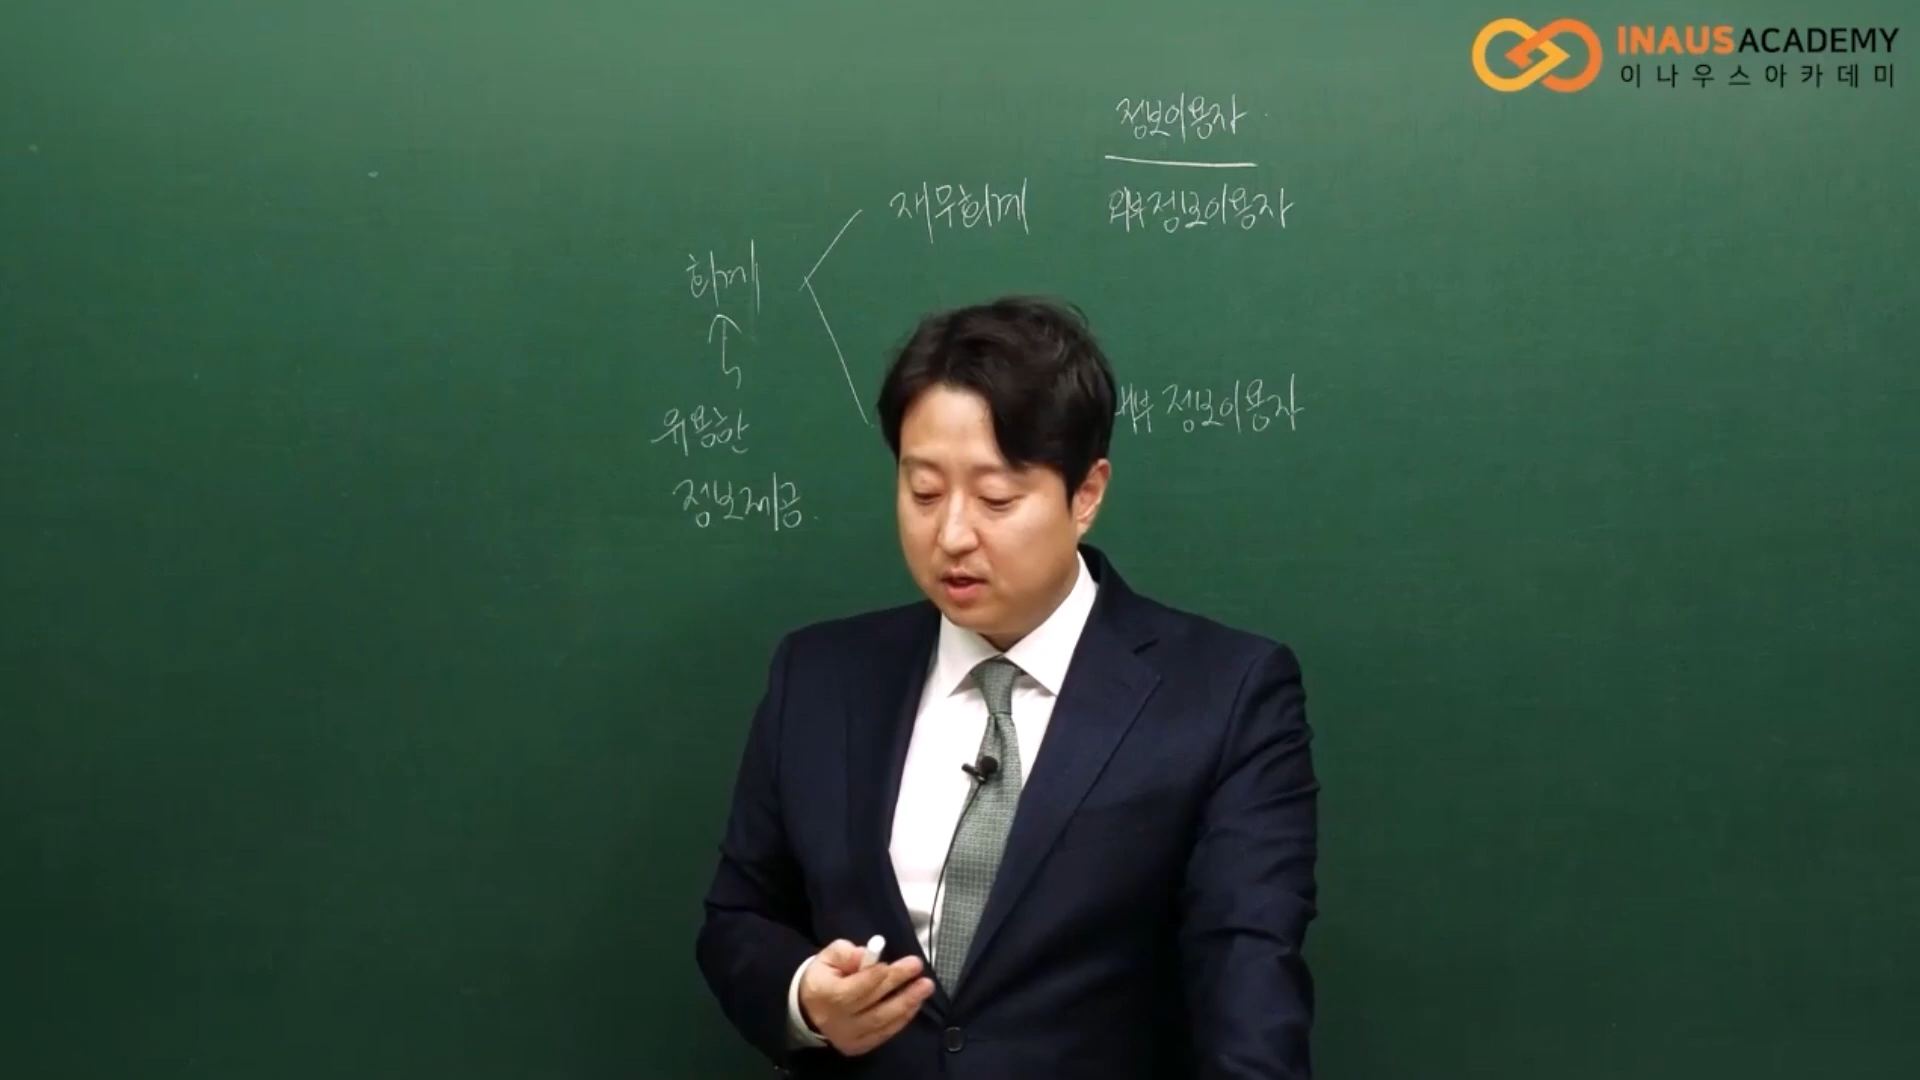 INAUSACADEMY
이나우스아카데미
정보이용자
재무회계 외부정보이용자
회계
내부 정보이용자
유용한
정보제공.